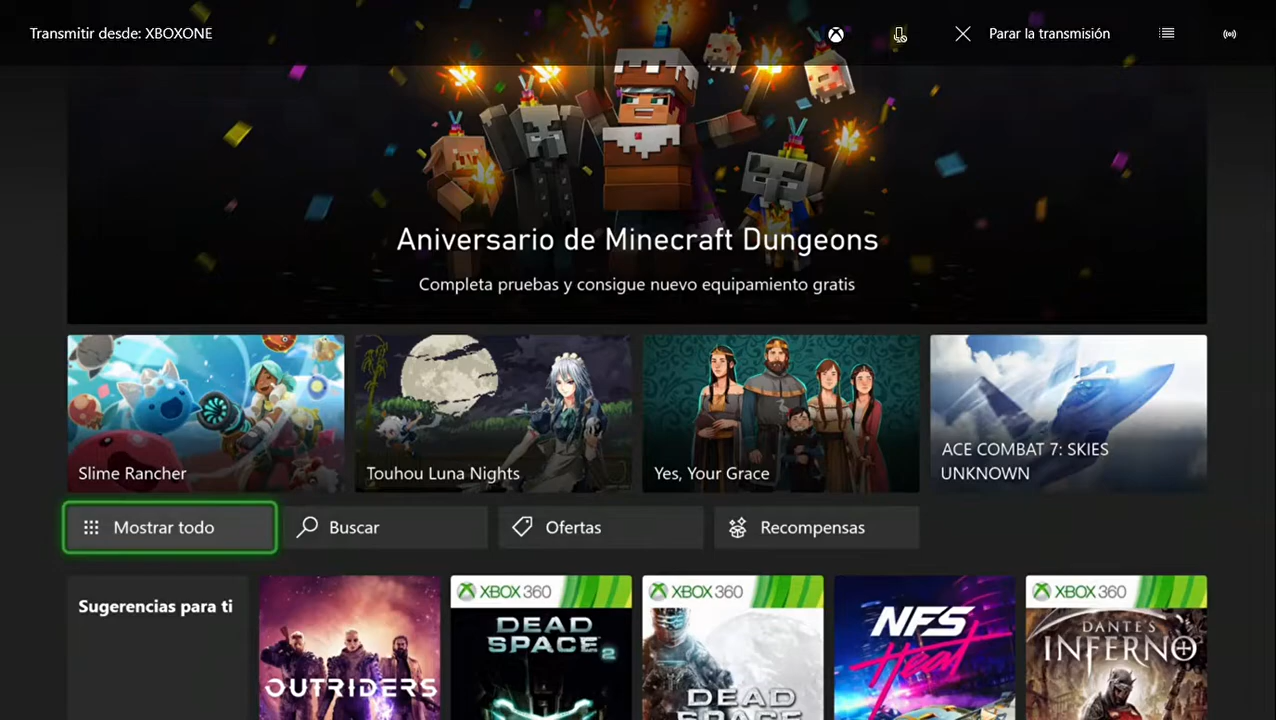 Transmitir desde: XBOXONE
Parar la transmisión
Aniversario de Minecraft Dungeons
Completa pruebas y consigue nuevo equipamiento gratis
Slime Rancher
Touhou Luna Nights
Yes, Your Grace
ACE COMBAT 7: SKIES
UNKNOWN
Mostrar todo
Buscar
Ofertas
Recompensas
Sugerencias para ti
OUTRIDERS
XBOX 360
DEAD
SPACE 2
XBOX 360
DEAD
SPACE
NFS
Heat
XBOX 360
DANTE'S
INFERNO